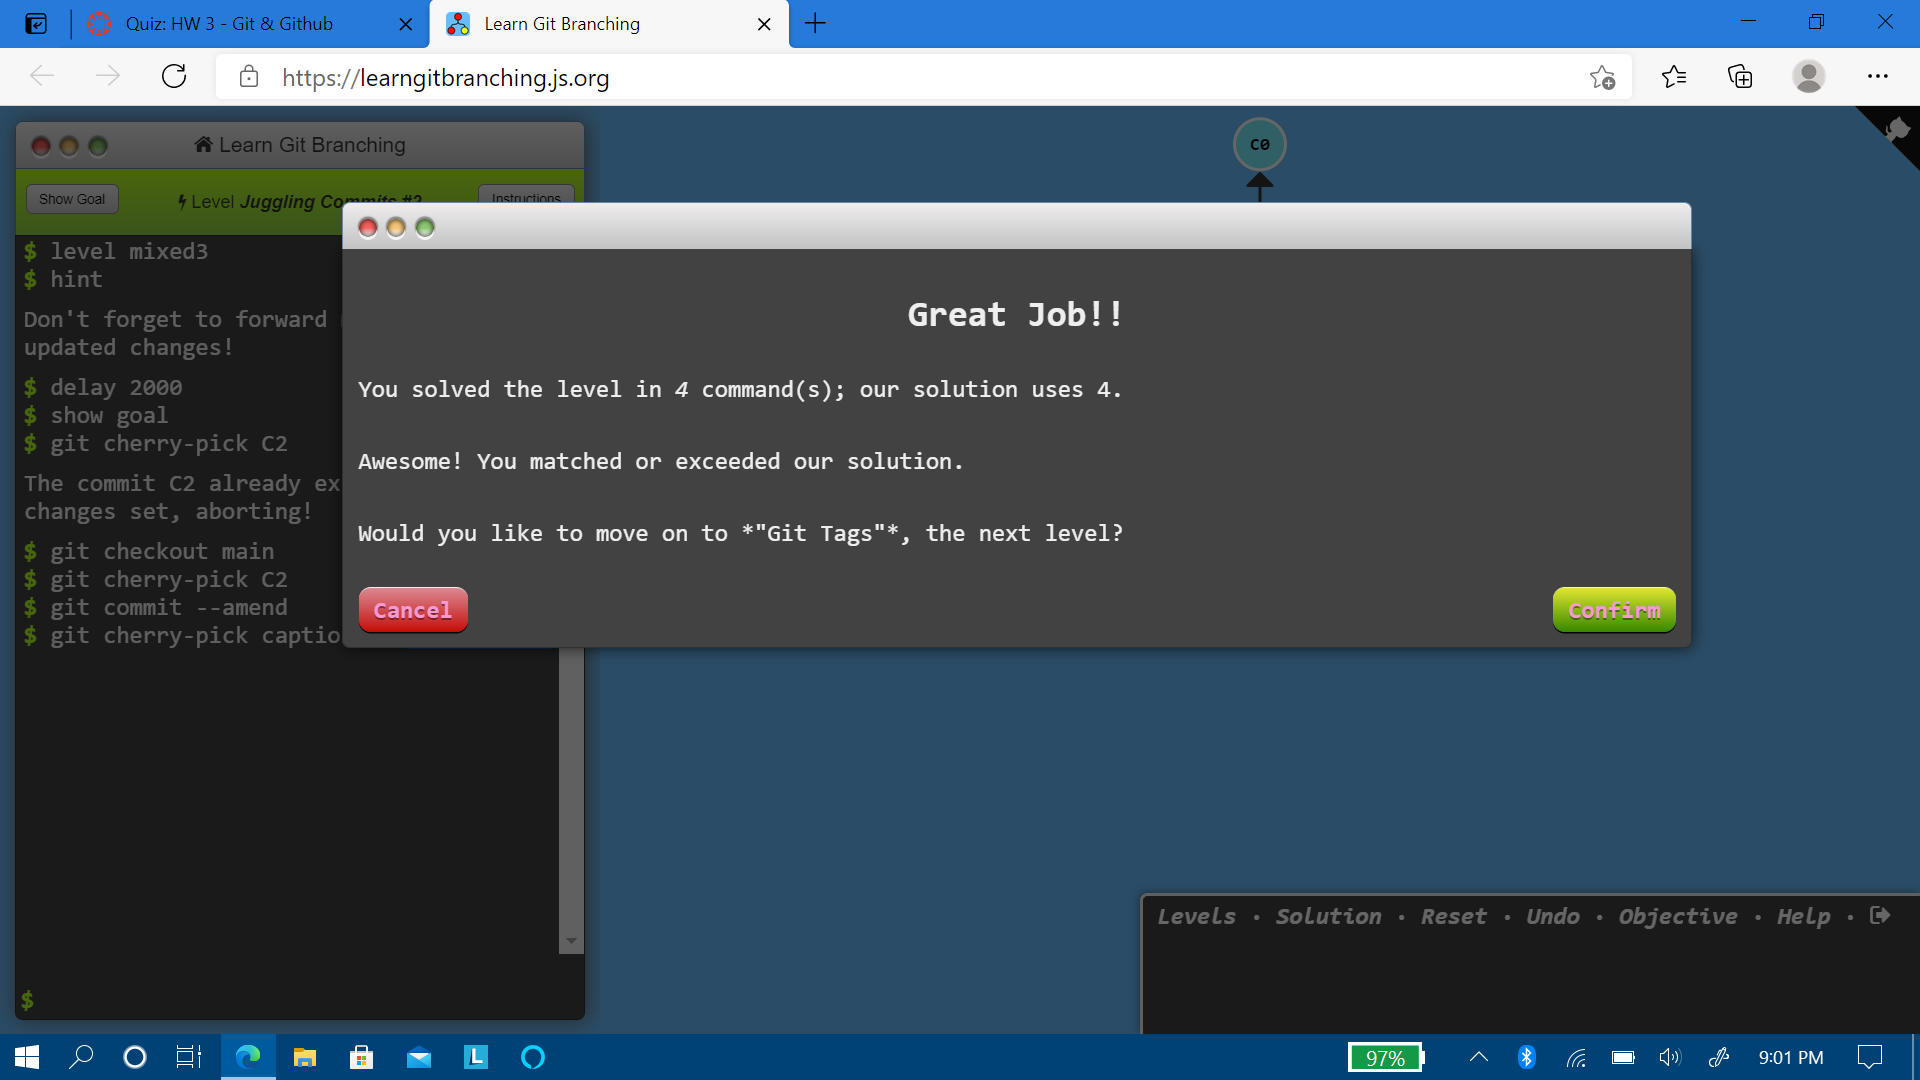 Quiz: HW 3 - Git & Github
Learn Git Branching
https://learngitbranching.js.org
Learn Git Branching
Show Goal
Level Juggling Commits #2
Instructions
$ level mixed3
$ hint
Don't forget to forward
updated changes!
$ delay 2000
$ show goal
$ git cherry-pick C2
The commit C2 already ex
changes set, aborting!
$ git checkout main
$ git cherry-pick C2
$ git commit --amend
$ git cherry-pick captio
$
C0
Great Job!!
You solved the level in 4 command(s); our solution uses 4.
Awesome! You matched or exceeded our solution.
Would you like to move on to *"Git Tags"*, the next level?
Cancel
Confirm
Levels · Solution · Reset · Undo · Objective · Help ·
L
97%
9:01 PM